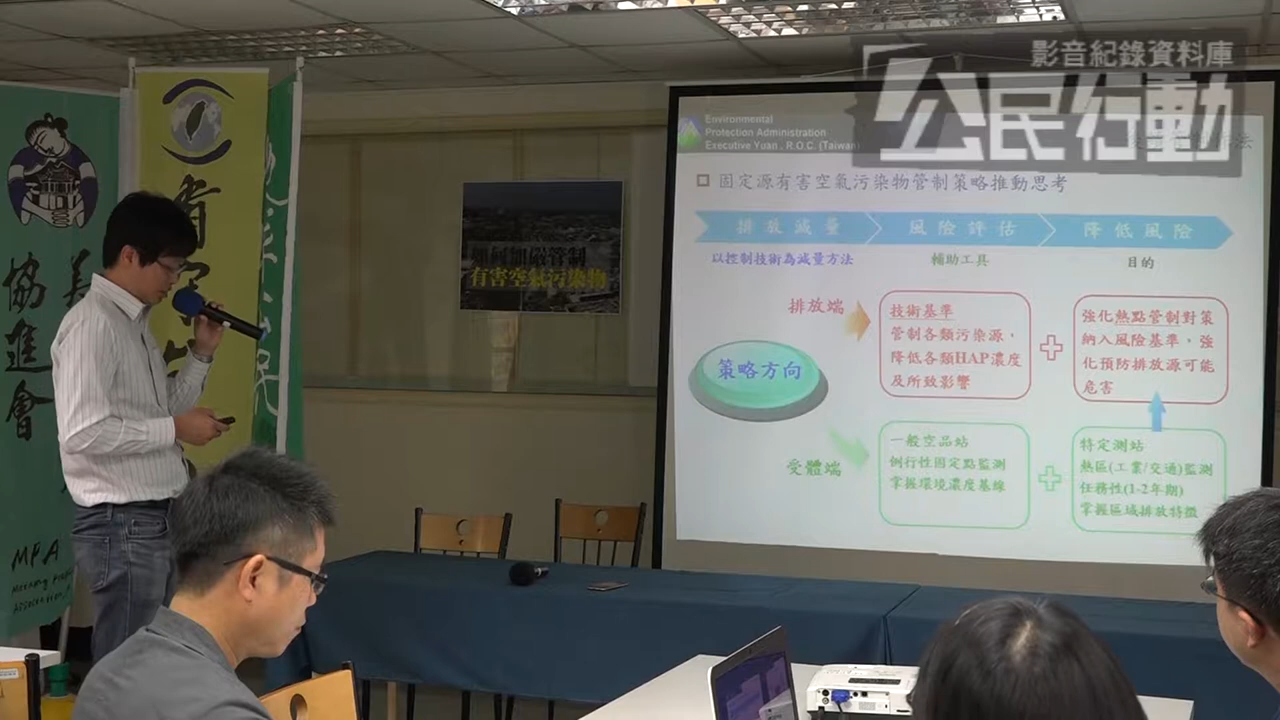 影音紀錄資料庫
公民行動
Environmental
Protection Administration
Executive Yuan . R.O.C. (Taiwan)
固定源有害空氣污染物管制策略推動思考
排放減量
風險評估
降低風險
以控制技術為減量方法
輔助工具
目的
排放端
技術基準
管制各類污染源，
降低各類HAP濃度
及所致影響
強化熱點管制對策
納入風險基準，強
化預防排放源可能
危害
策略方向
受體端
一般空品站
例行性固定點監測
掌握環境濃度基線
特定測站
熱區(工業/交通)監測
任務性(1-2年期)
掌握區域排放特徵
如何加嚴管制
有害空氣污染物
協進會
MPA